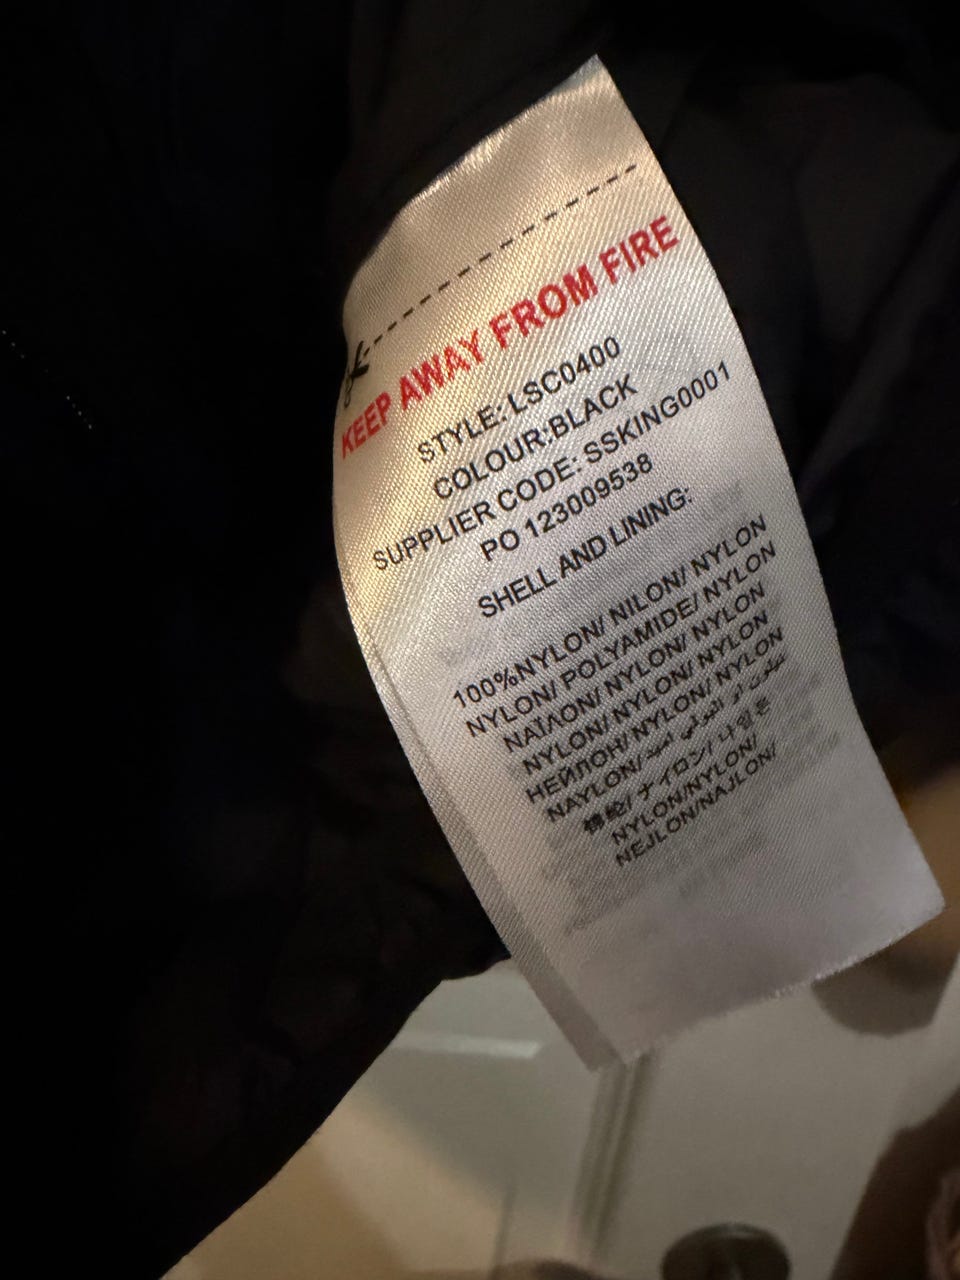 KEEP AWAY FROM FIRE
STYLE: LSC0400
COLOUR:BLACK
SUPPLIER CODE: SSKING0001
PO 123009538
SHELL AND LINING:
100%NYLON/ NILON/ NYLON
NYLON/ POLYAMIDE/ NYLON
NAÏΛON/ NYLON/ NYLON
NYLON/ NYLON/ NYLON
НЕЙЛОН/ NYLON/ NYLON
NAYLON/
ナイロン/ 나일론
NYLON/NYLON/
NEJLON/NAJLON/